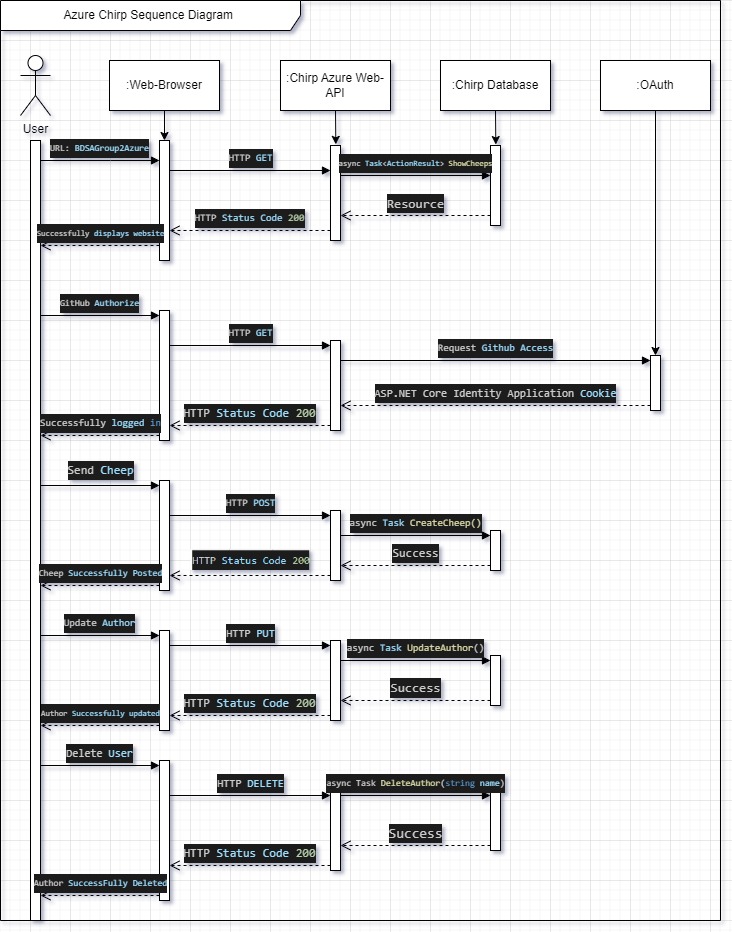 Azure Chirp Sequence Diagram
:Web-Browser
:Chirp Azure Web-
API
:Chirp Database
:OAuth
User
URL: BDSAGroup2Azure
HTTP GET
async Task<ActionResult> ShowCheeps
Resource
HTTP Status Code 200
Successfully displays website
GitHub Authorize
HTTP GET
Request Github Access
ASP.NET Core Identity Application Cookie
HTTP Status Code 200
Successfully logged in
Send Cheep
HTTP POST
async Task CreateCheep()
Success
HTTP Status Code 200
Cheep Successfully Posted
Update Author
HTTP PUT
async Task UpdateAuthor()
Success
HTTP Status Code 200
Author Successfully updated
Delete User
HTTP DELETE
async Task DeleteAuthor(string name)
Success
HTTP Status Code 200
Author SuccessFully Deleted